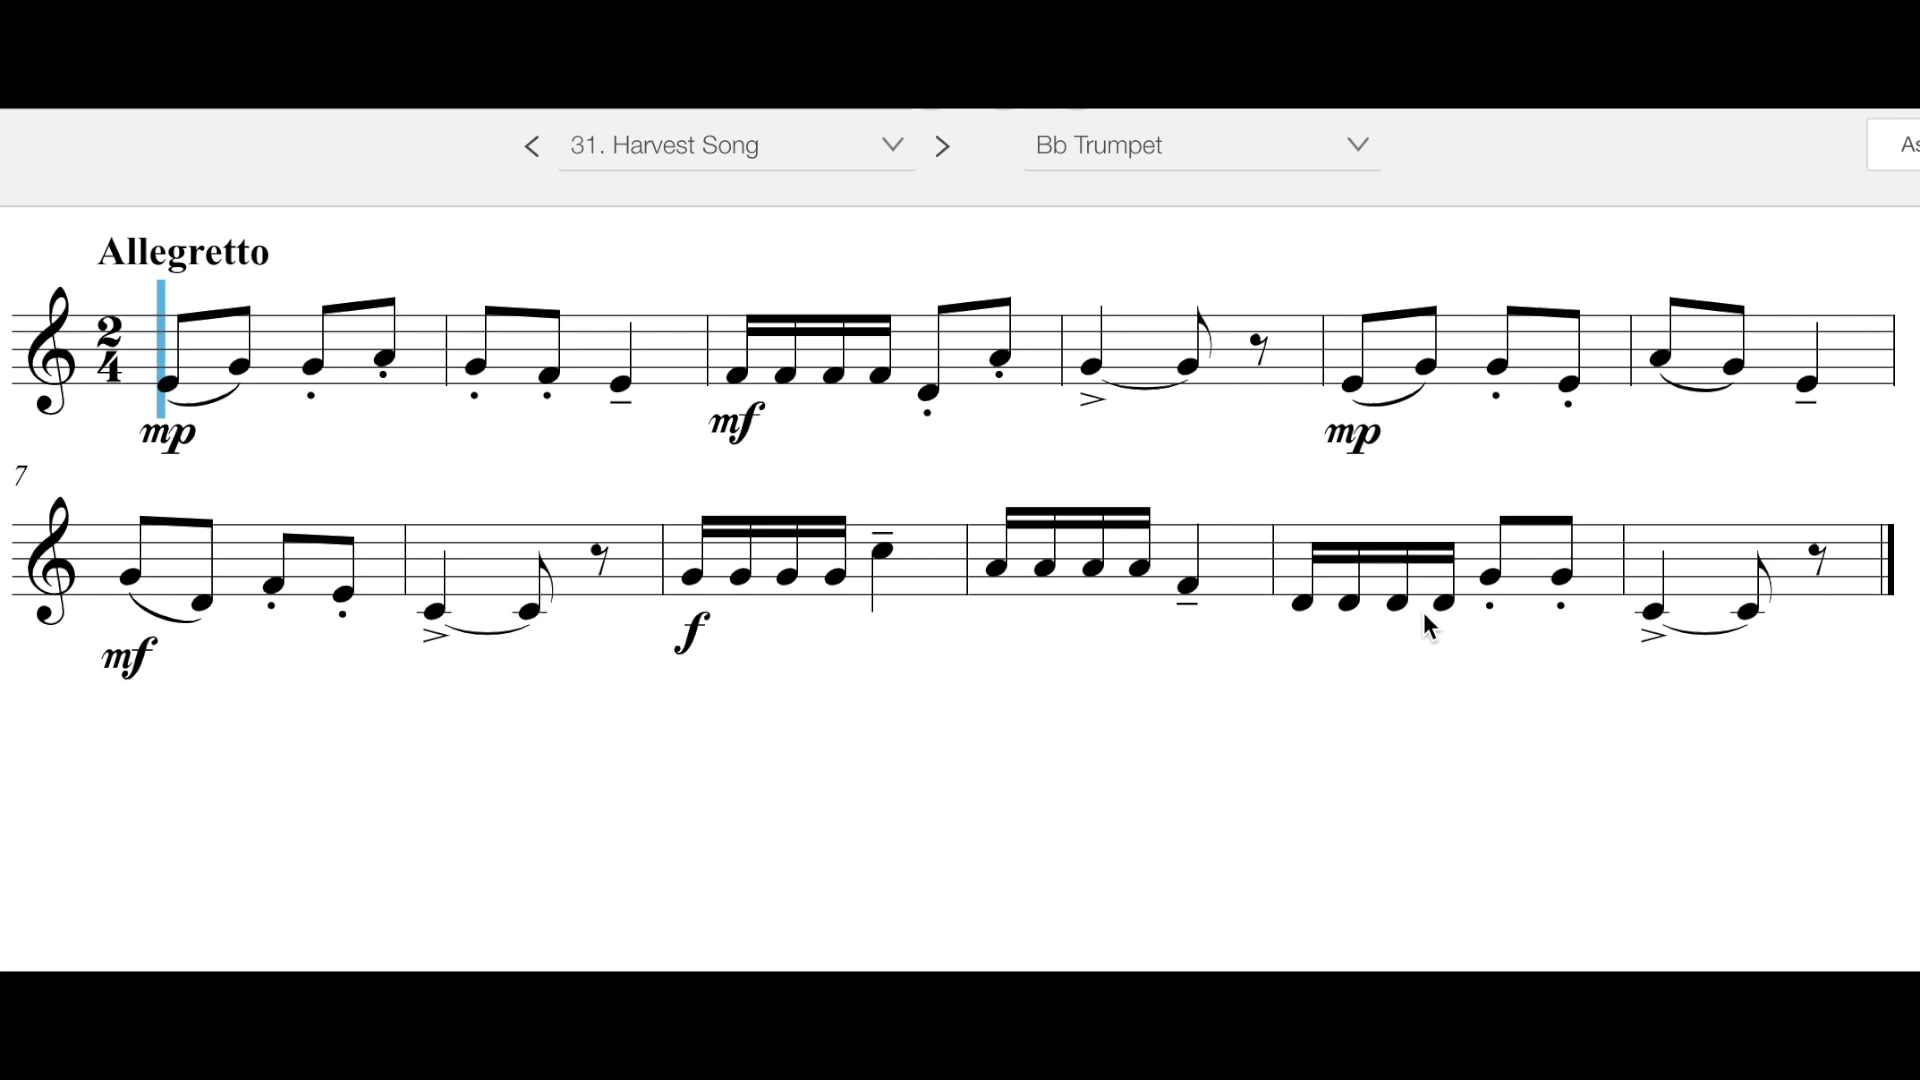 31. Harvest Song
Bb Trumpet
As
Allegretto
2
4
mp
mf
mp
7
mf
f